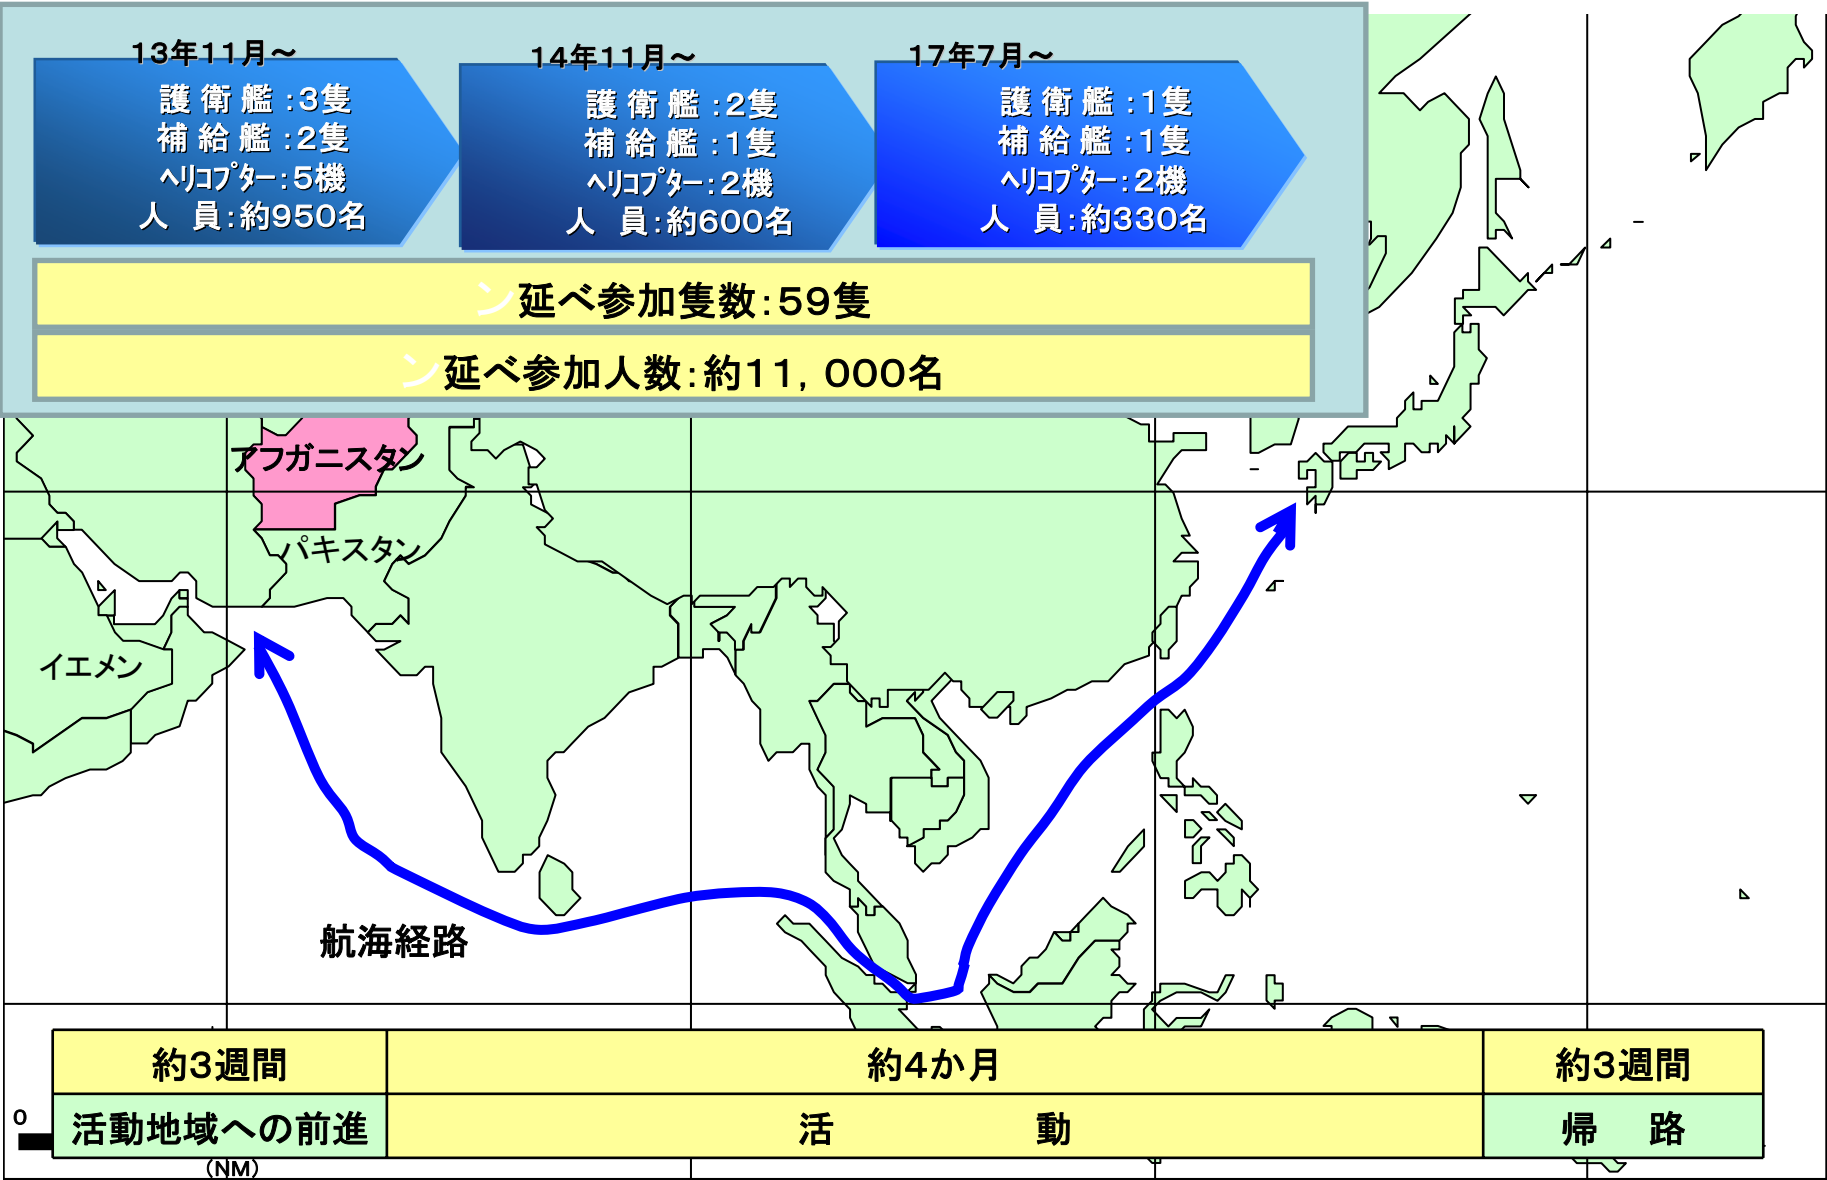 13年11月～
護 衛 艦 ：3隻
補 給 艦 ：2隻
ﾍﾘｺﾌﾟﾀｰ：5機
人　員：約950名
14年11月～
護 衛 艦 ：2隻
補 給 艦 ：1隻
ﾍﾘｺﾌﾟﾀｰ：2機
人　員：約600名
17年7月～
護 衛 艦 ：1隻
補 給 艦 ：1隻
ﾍﾘｺﾌﾟﾀｰ：2機
人　員：約330名
ン延べ参加隻数：59隻
ン延べ参加人数：約11，000名
アフガニスタン
パキスタン
イエメン
航海経路
約3週間
約4か月
約3週間
活動地域への前進
活　動
帰　路
0
(NM)